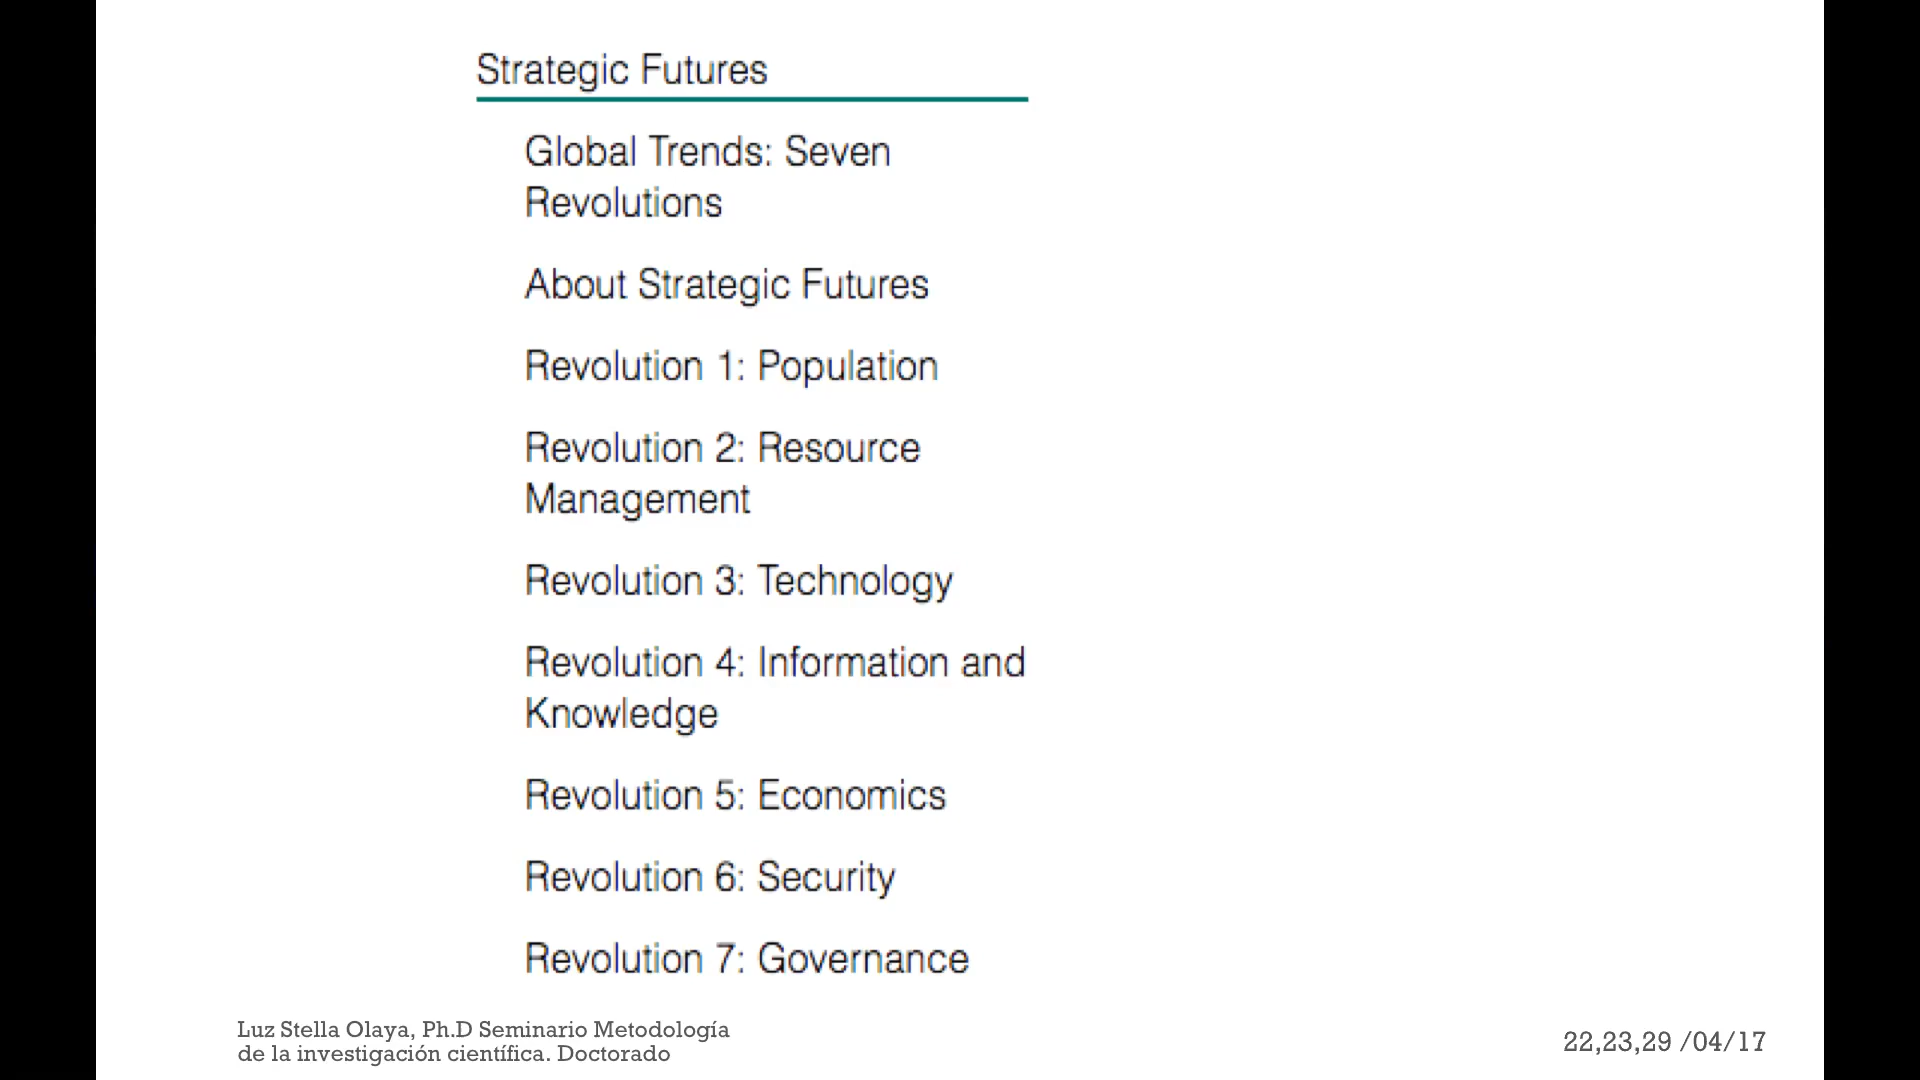 Strategic Futures
Global Trends: Seven
Revolutions
About Strategic Futures
Revolution 1: Population
Revolution 2: Resource
Management
Revolution 3: Technology
Revolution 4: Information and
Knowledge
Revolution 5: Economics
Revolution 6: Security
Revolution 7: Governance
Luz Stella Olaya, Ph.D Seminario Metodología
de la investigación científica. Doctorado
22,23,29 /04/17